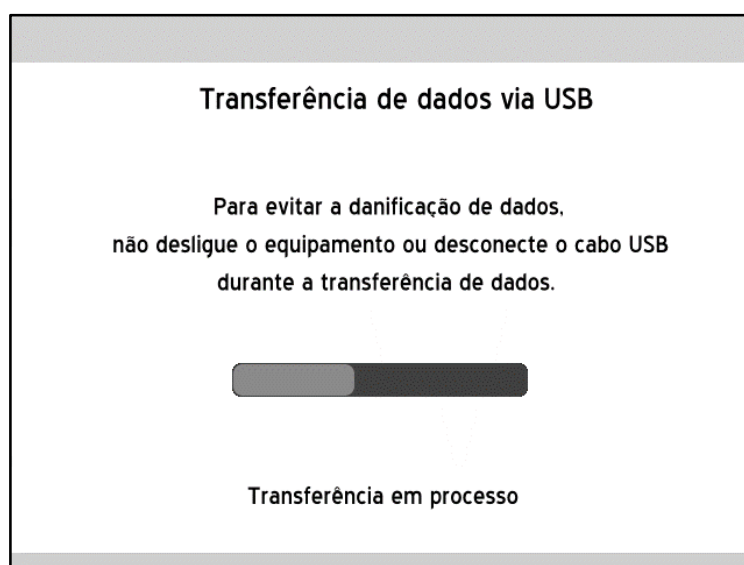 Transferência de dados via USB
Para evitar a danificação de dados,
não desligue o equipamento ou desconecte o cabo USB
durante a transferência de dados.
Transferência em processo